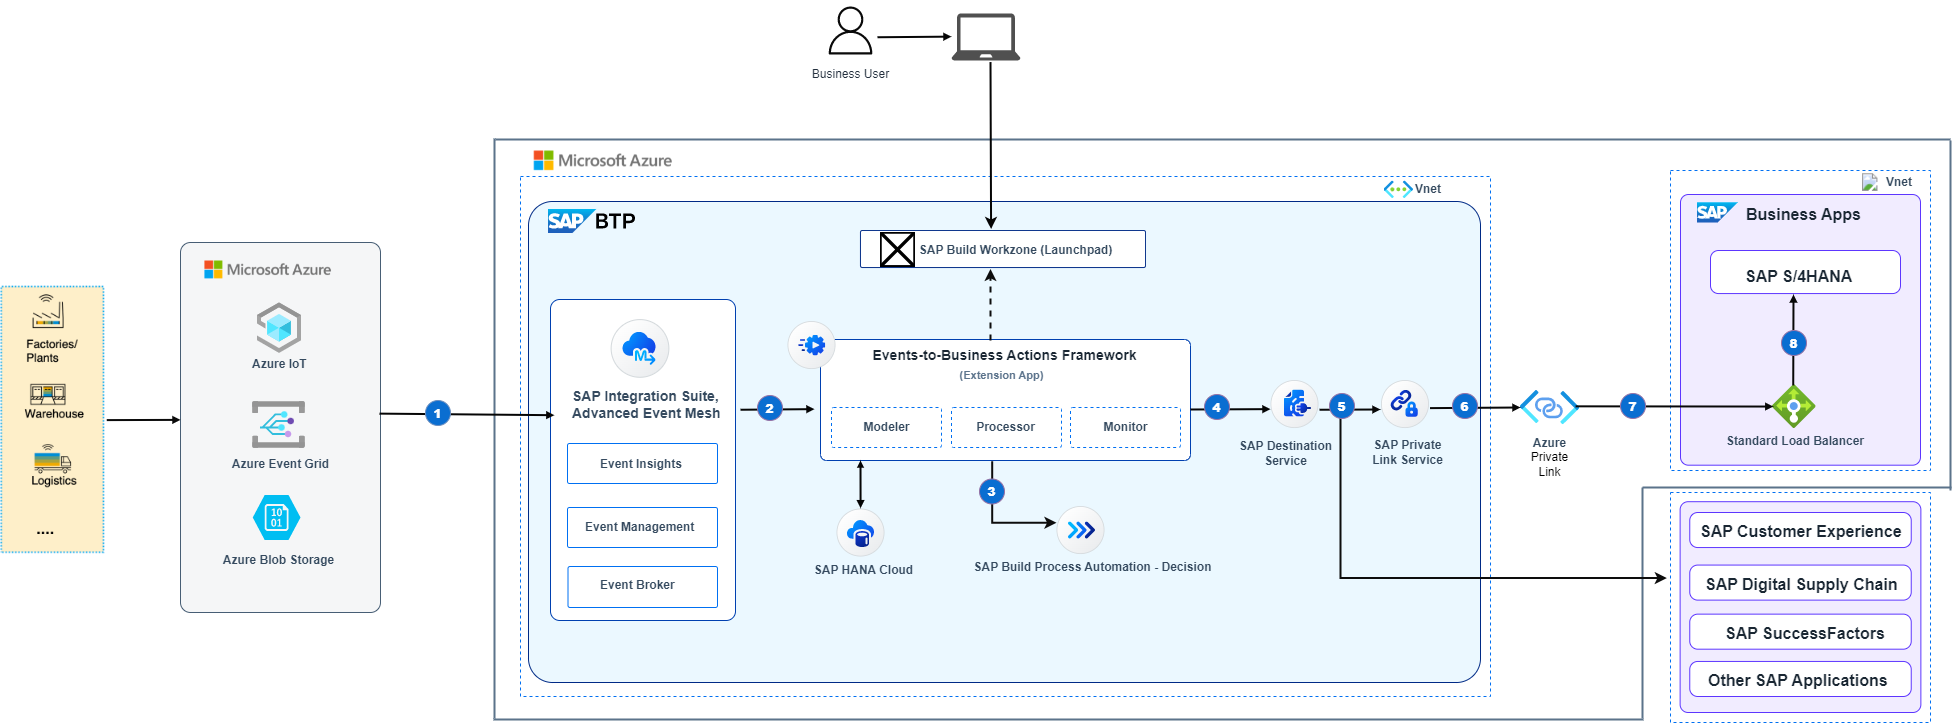 Business User
Microsoft Azure
Vnet
SAP BTP
SAP Build Workzone (Launchpad)
Factories/
Plants
Warehouse
Logistics
....
Microsoft Azure
Azure IoT
Azure Event Grid
Azure Blob Storage
10
01
1
M
SAP Integration Suite,
Advanced Event Mesh
Event Insights
Event Management
Event Broker
2
Events-to-Business Actions Framework
(Extension App)
Modeler
Processor
Monitor
3
SAP HANA Cloud
SAP Build Process Automation - Decision
4
SAP Destination
Service
5
SAP Private
Link Service
6
Azure
Private
Link
7
Vnet
SAP Business Apps
SAP S/4HANA
8
Standard Load Balancer
SAP Customer Experience
SAP Digital Supply Chain
SAP SuccessFactors
Other SAP Applications